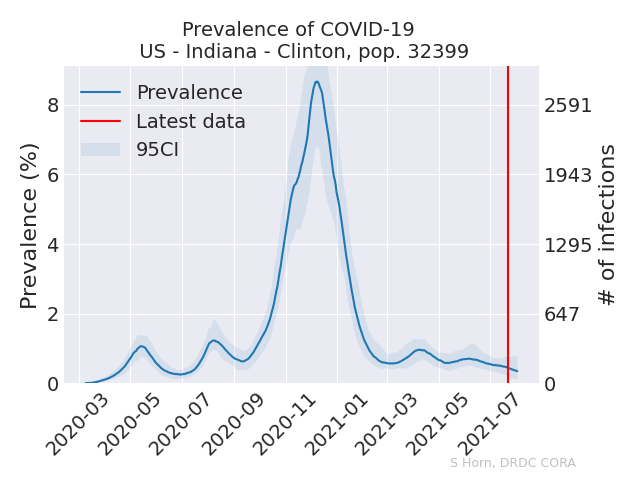 Prevalence of COVID-19
US - Indiana - Clinton, pop. 32399
Prevalence
Latest data
95CI
Prevalence (%)
8
6
4
2
0
2591
1943
1295
647
0
# of infections
2020-03
2020-05
2020-07
2020-09
2020-11
2021-01
2021-03
2021-05
2021-07
S Horn, DRDC CORA